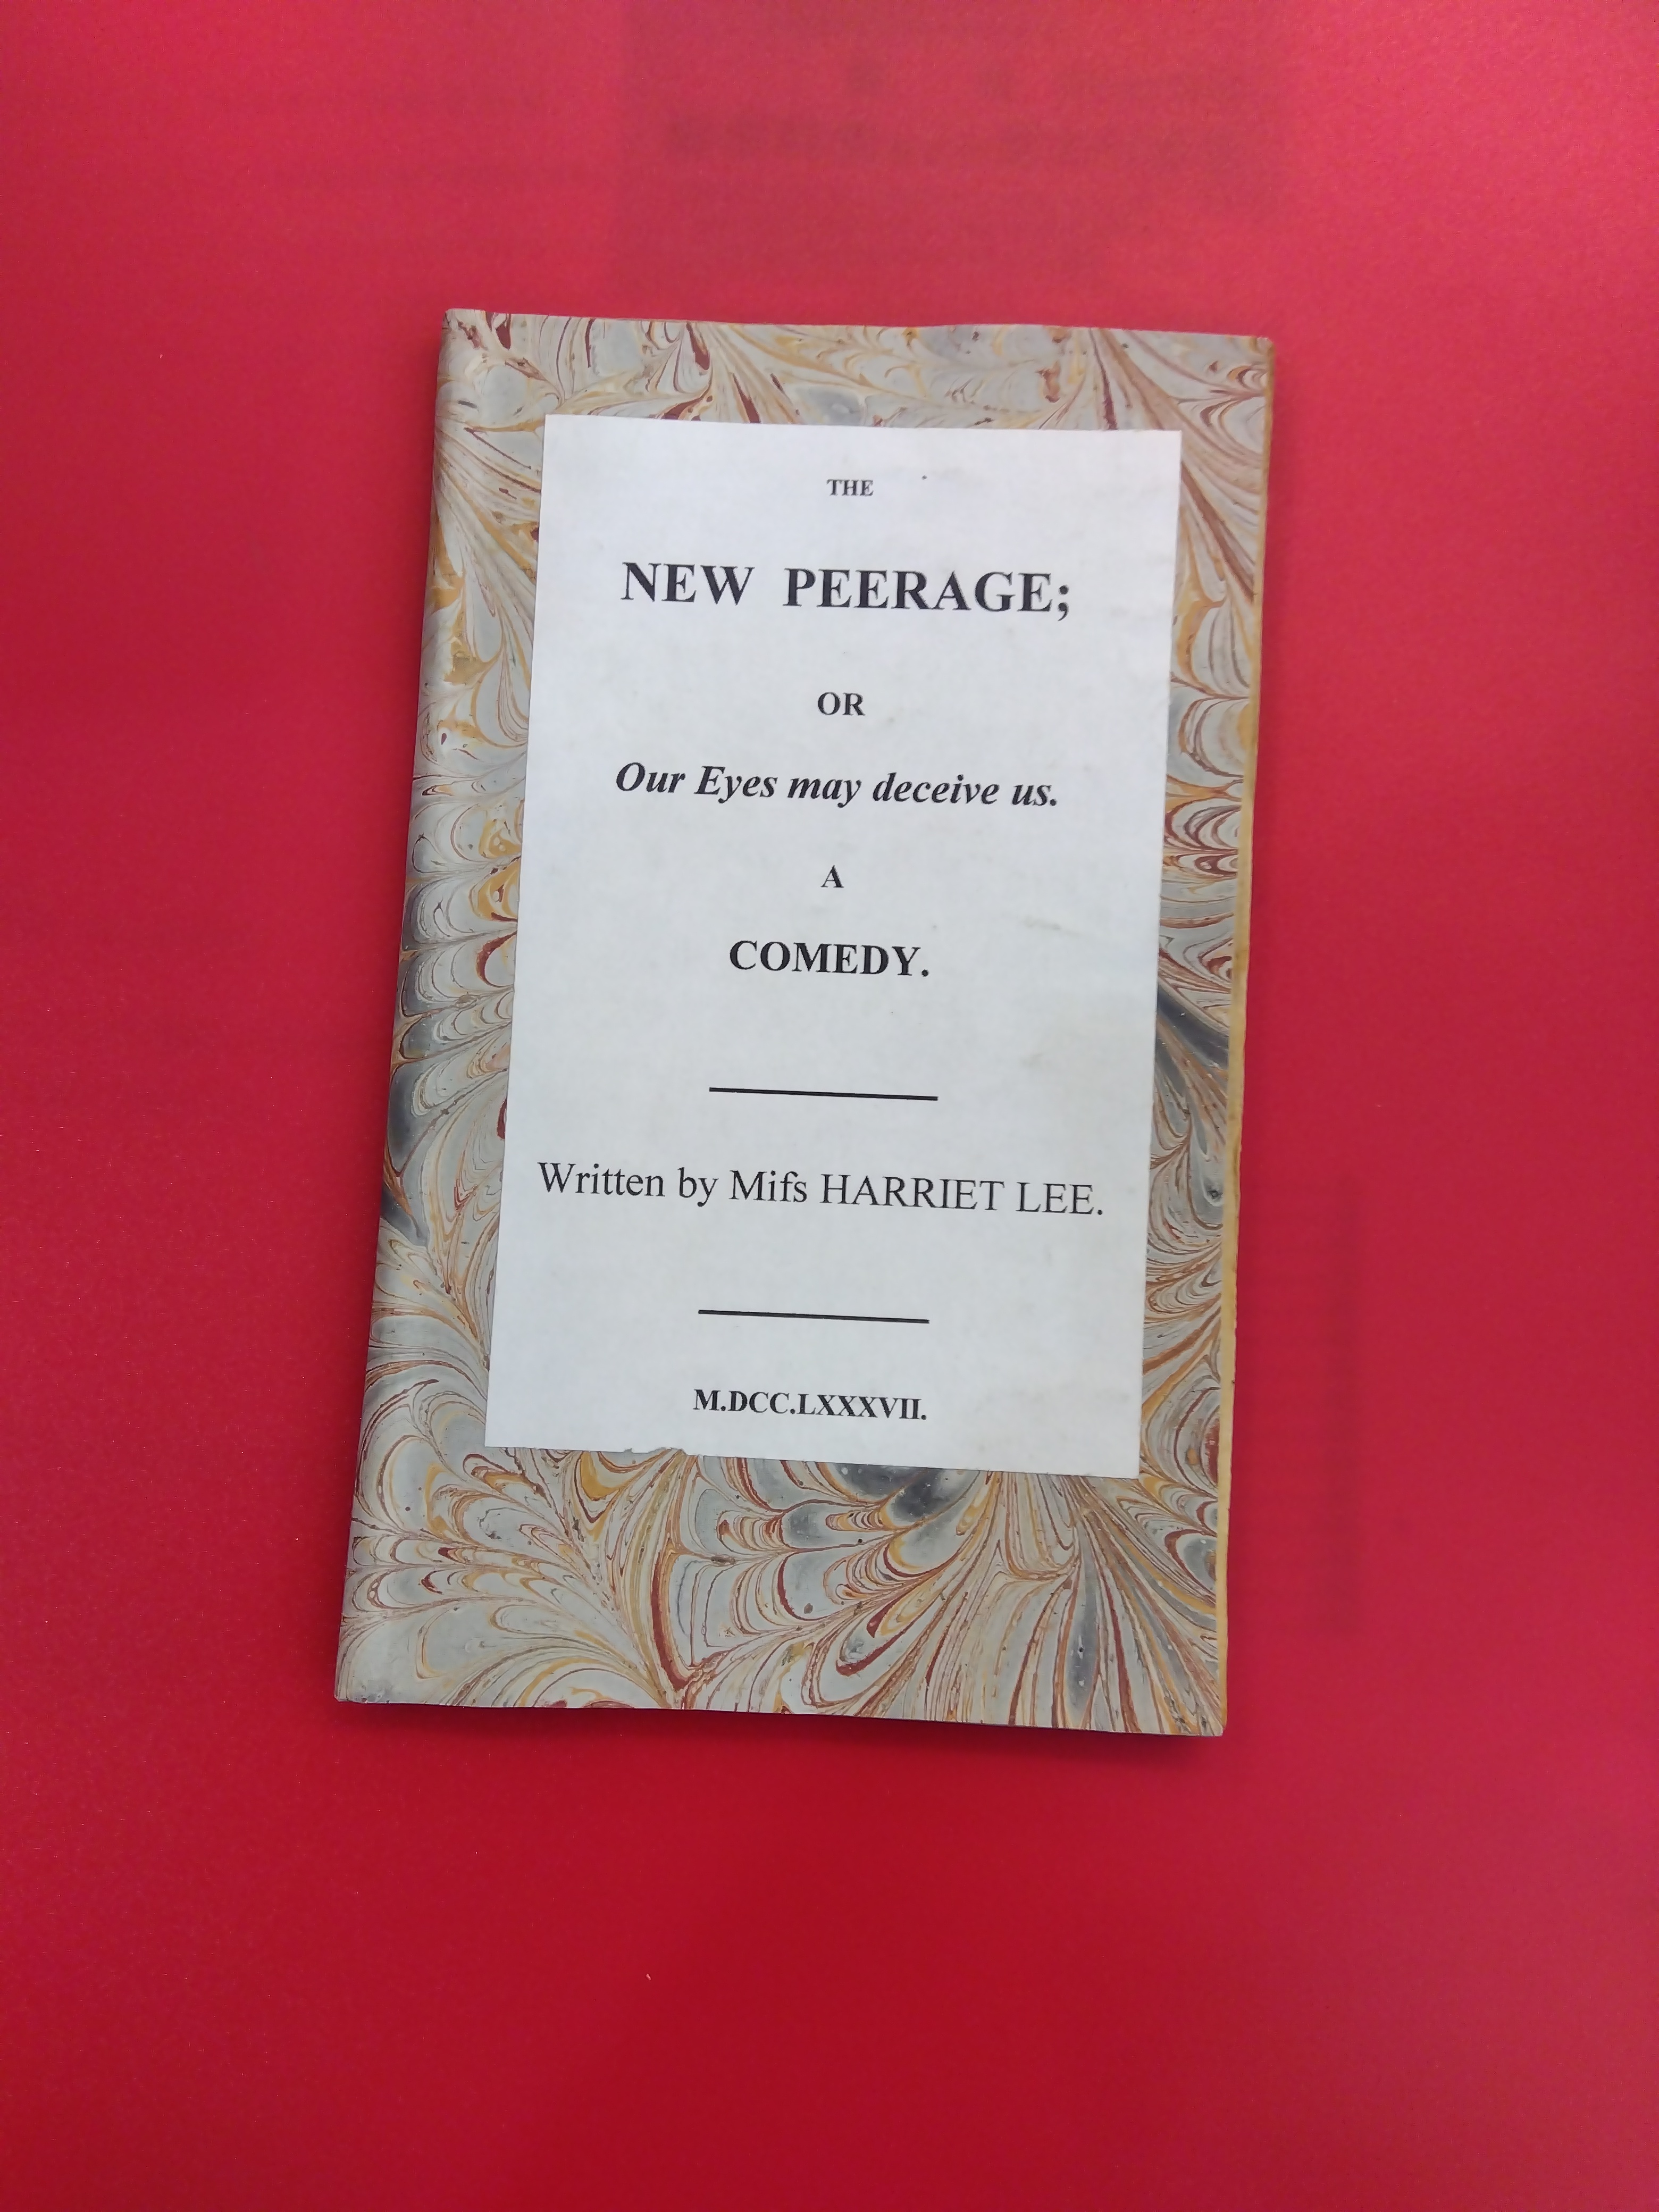 THE
NEW PEERAGE;
OR
Our Eyes may deceive us.
A
COMEDY.
Written by Mifs HARRIET LEE.
M.DCC.LXXXVII.